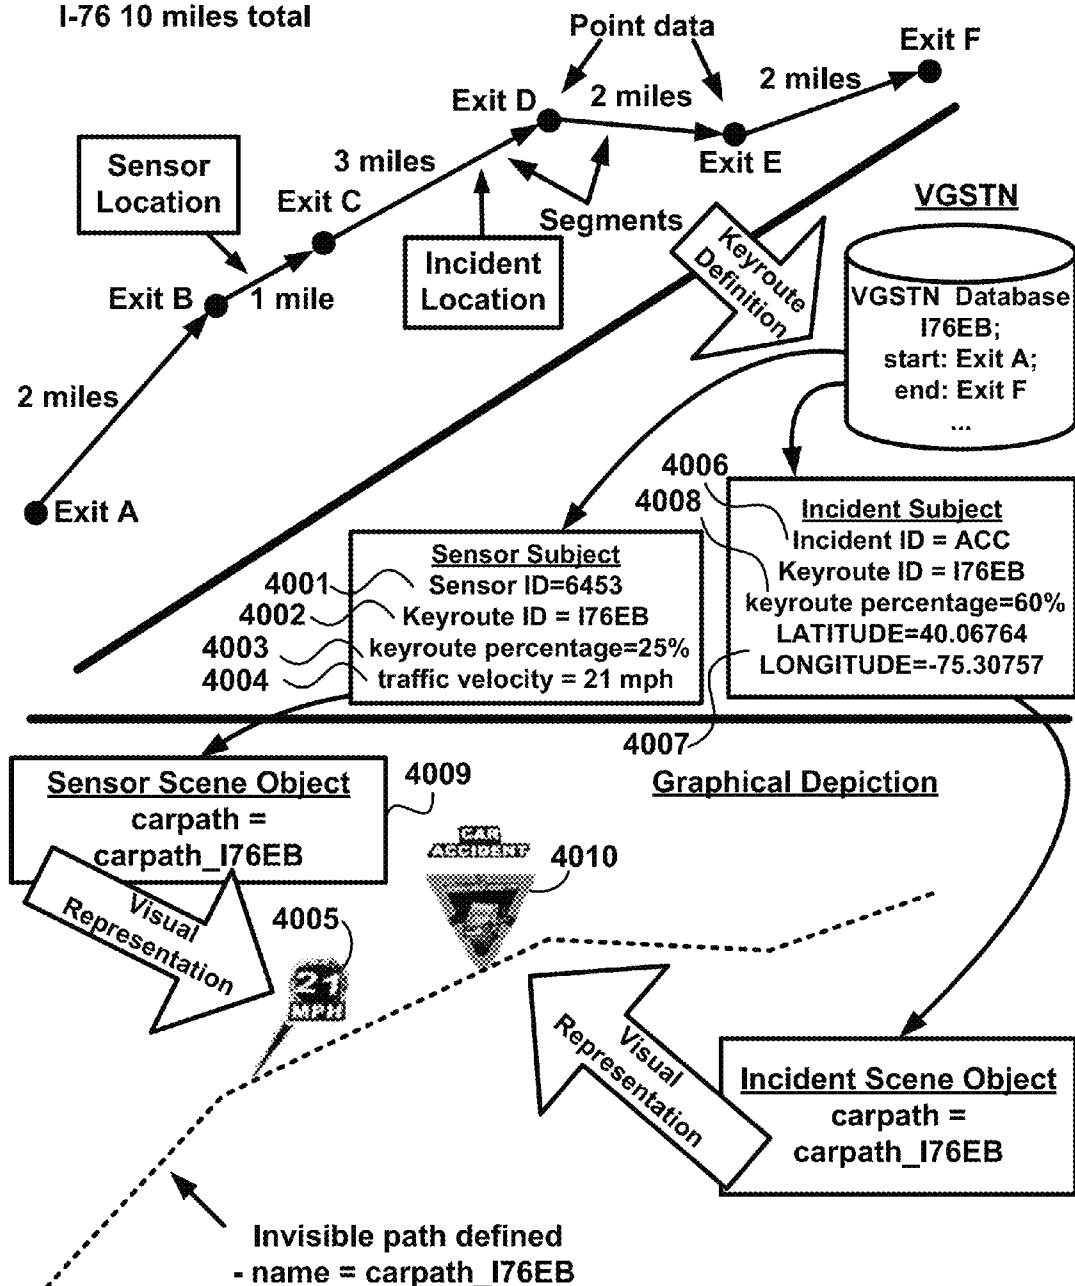 I-76 10 miles total
Point data
Exit F
Exit D
2 miles
2 miles
Sensor
Location
3 miles
Exit E
Exit C
Segments
VGSTN
Incident
Location
Keyroute
Definition
Exit B
1 mile
VGSTN Database
I76EB;
start: Exit A;
end: Exit F
...
2 miles
Exit A
4006
4008
Incident Subject
Incident ID = ACC
Keyroute ID = I76EB
keyroute percentage=60%
LATITUDE=40.06764
LONGITUDE=-75.30757
Sensor Subject
4001
Sensor ID=6453
4002
Keyroute ID = I76EB
4003
keyroute percentage=25%
4004
traffic velocity = 21 mph
4007
Sensor Scene Object
carpath =
carpath_I76EB
4009
Graphical Depiction
CAR
ACCIDENT
4010
Visual
Representation
4005
21
MPH
Visual
Representation
Incident Scene Object
carpath =
carpath_I76EB
Invisible path defined
- name = carpath_I76EB